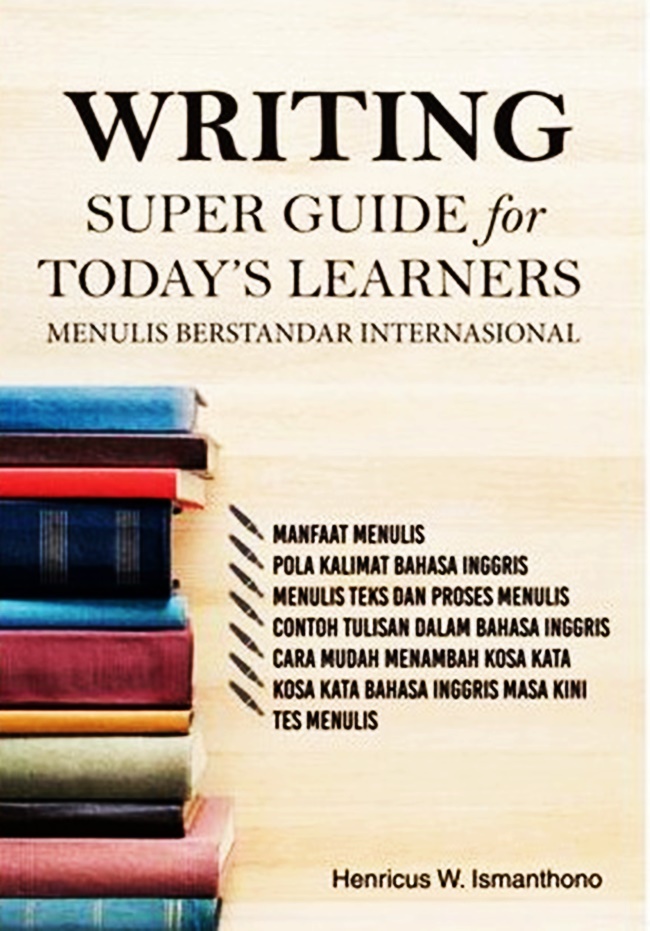 WRITING
SUPER GUIDE for
TODAY'S LEARNERS
MENULIS BERSTANDAR INTERNASIONAL
MANFAAT MENULIS
POLA KALIMAT BAHASA INGGRIS
MENULIS TEKS DAN PROSES MENULIS
CONTOH TULISAN DALAM BAHASA INGGRIS
CARA MUDAH MENAMBAH KOSA KATA
KOSA KATA BAHASA INGGRIS MASA KINI
TES MENULIS
Henricus W. Ismanthono